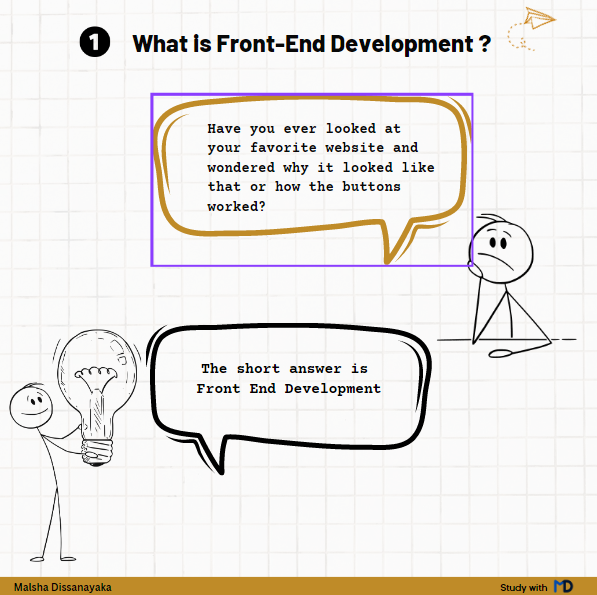 1 What is Front-End Development ?
Have you ever looked at
your favorite website and
wondered why it looked like
that or how the buttons
worked?
The short answer is
Front End Development
Malsha Dissanayaka
Study with MD